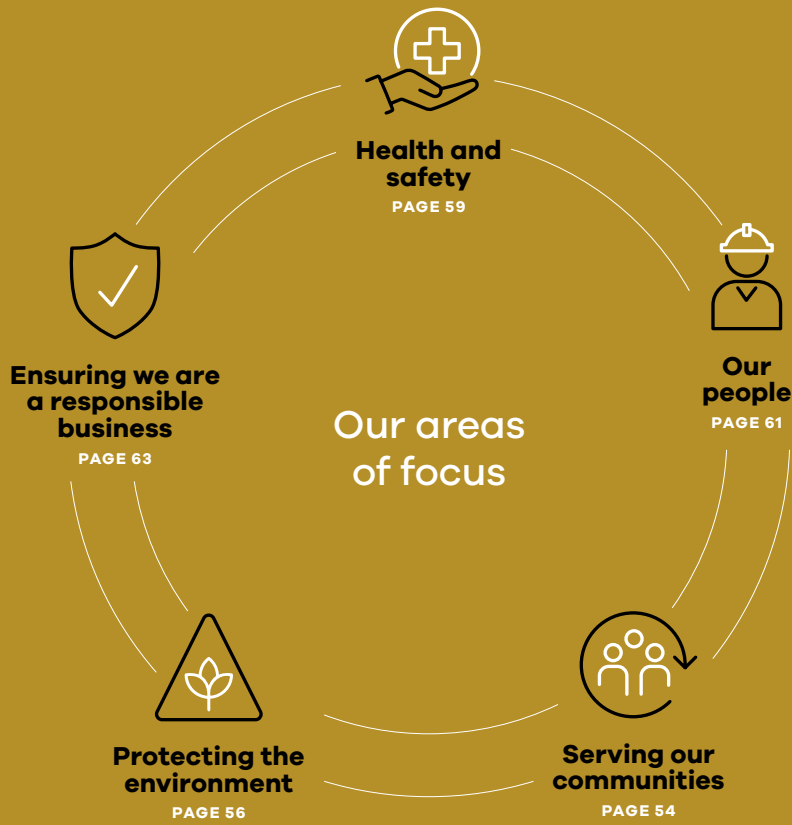 Health and
safety
PAGE 59
Our
people
PAGE 61
Ensuring we are
a responsible
business
PAGE 63
Our areas
of focus
Protecting the
environment
PAGE 56
Serving our
communities
PAGE 54